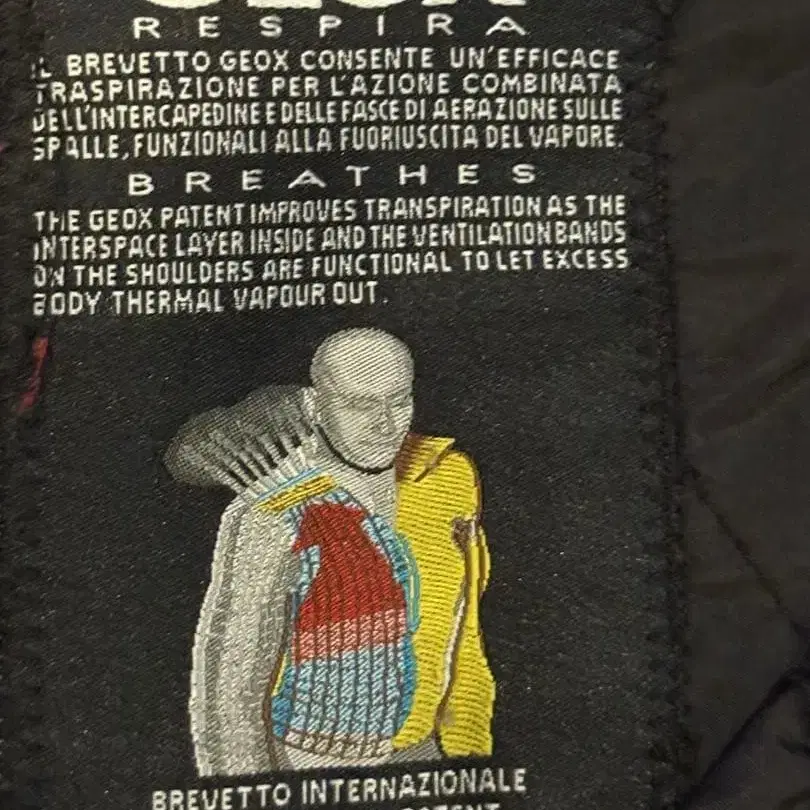 GEOX
RESPIRA
IL BREVETTO GEOX CONSENTE UN'EFFICACE
TRASPIRAZIONE PER L'AZIONE COMBINATA
DELL'INTERCAPEDINE E DELLE FASCE DI AERAZIONE SULLE
SPALLE, FUNZIONALI ALLA FUORIUSCITA DEL VAPORE.
BREATHES
THE GEOX PATENT IMPROVES TRANSPIRATION AS THE
INTERSPACE LAYER INSIDE AND THE VENTILATION BANDS
ON THE SHOULDERS ARE FUNCTIONAL TO LET EXCESS
BODY THERMAL VAPOUR OUT.
BREVETTO INTERNAZIONALE
PATENT